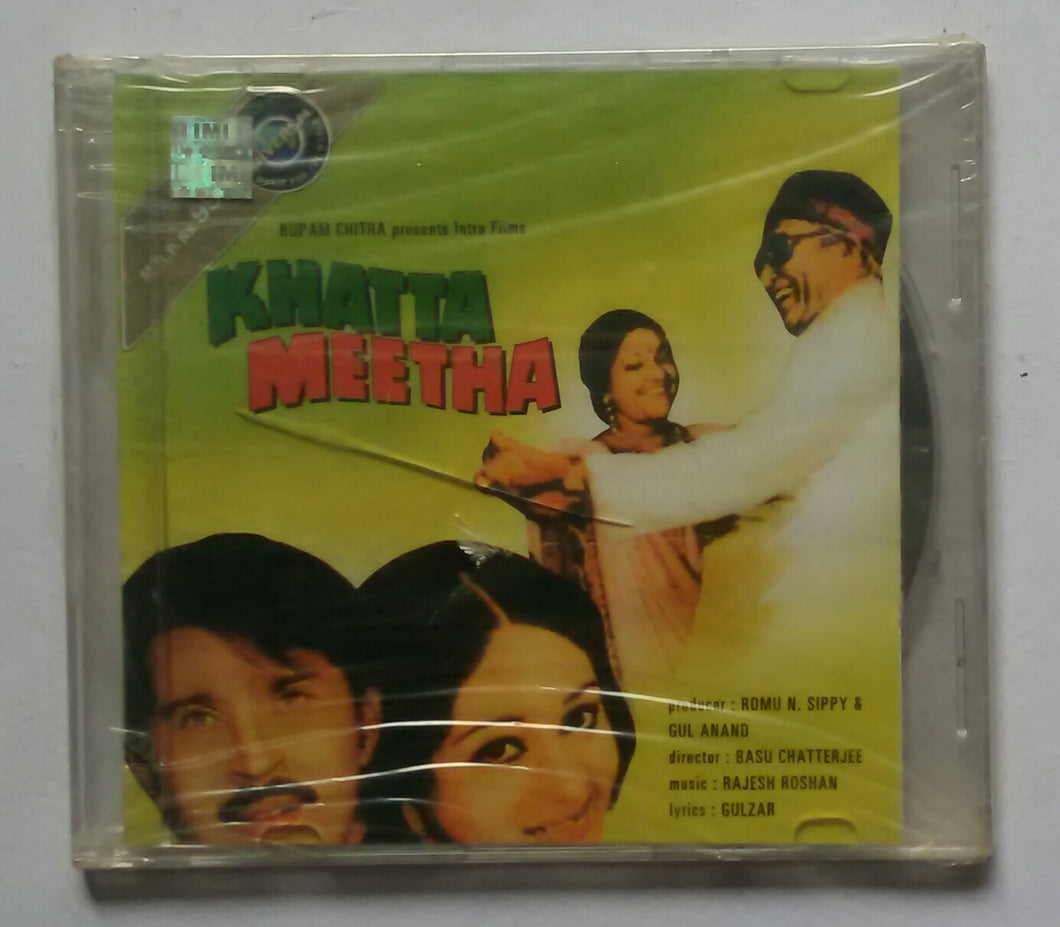 IMI
RUPAM CHITRA presents Intra Films
KHATTA
MEETHA
producer : ROMU N. SIPPY &
GUL ANAND
director : BASU CHATTERJEE
music : RAJESH ROSHAN
lyrics : GULZAR